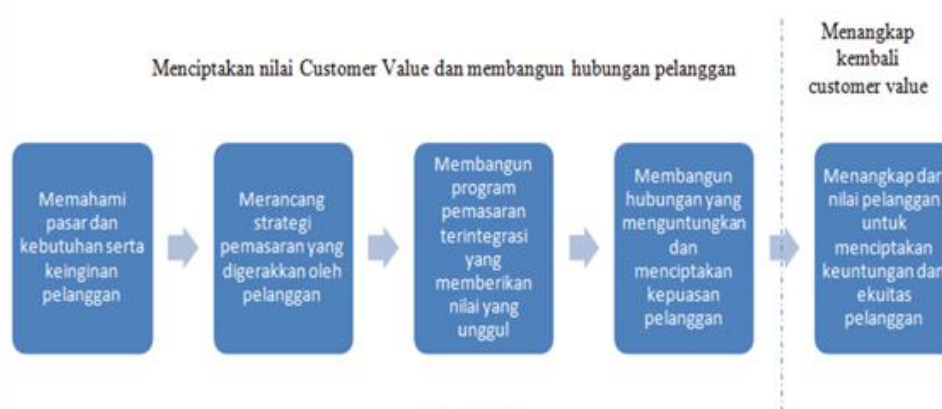 Menciptakan nilai Customer Value dan membangun hubungan pelanggan
Menangkap
kembali
customer value
Memahami
pasar dan
kebutuhan serta
keinginan
pelanggan
Merancang
strategi
pemasaran yang
digerakkan oleh
pelanggan
Membangun
program
pemasaran
terintegrasi
yang
memberikan
nilai yang
unggul
Membangun
hubungan yang
menguntungkan
dan
menciptakan
kepuasan
pelanggan
Menangkap dar
nilai pelanggan
untuk
menciptakan
keuntungan dan
ekuitas
pelanggan